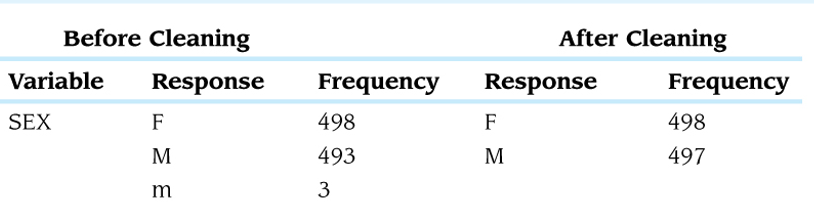 Before Cleaning After Cleaning
Variable Response Frequency Response Frequency
SEX F 498 F 498
M 493 M 497
m 3